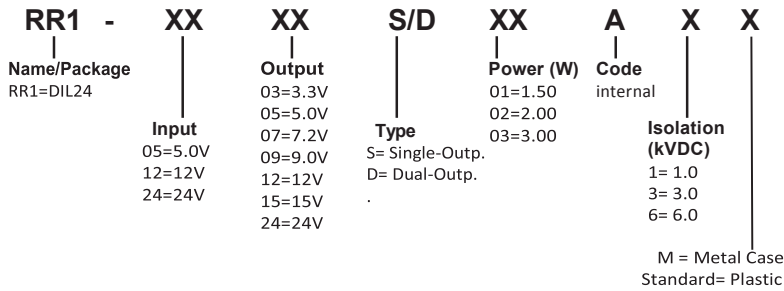 RR1 - XX XX S/D XX A X X
Name/Package
RR1=DIL24
Input
05=5.0V
12=12V
24=24V
Output
03=3.3V
05=5.0V
07=7.2V
09=9.0V
12=12V
15=15V
24=24V
Type
S= Single-Outp.
D= Dual-Outp.
.
Power (W)
01=1.50
02=2.00
03=3.00
Code
internal
Isolation
(kVDC)
1= 1.0
3= 3.0
6= 6.0
M = Metal Case
Standard= Plastic